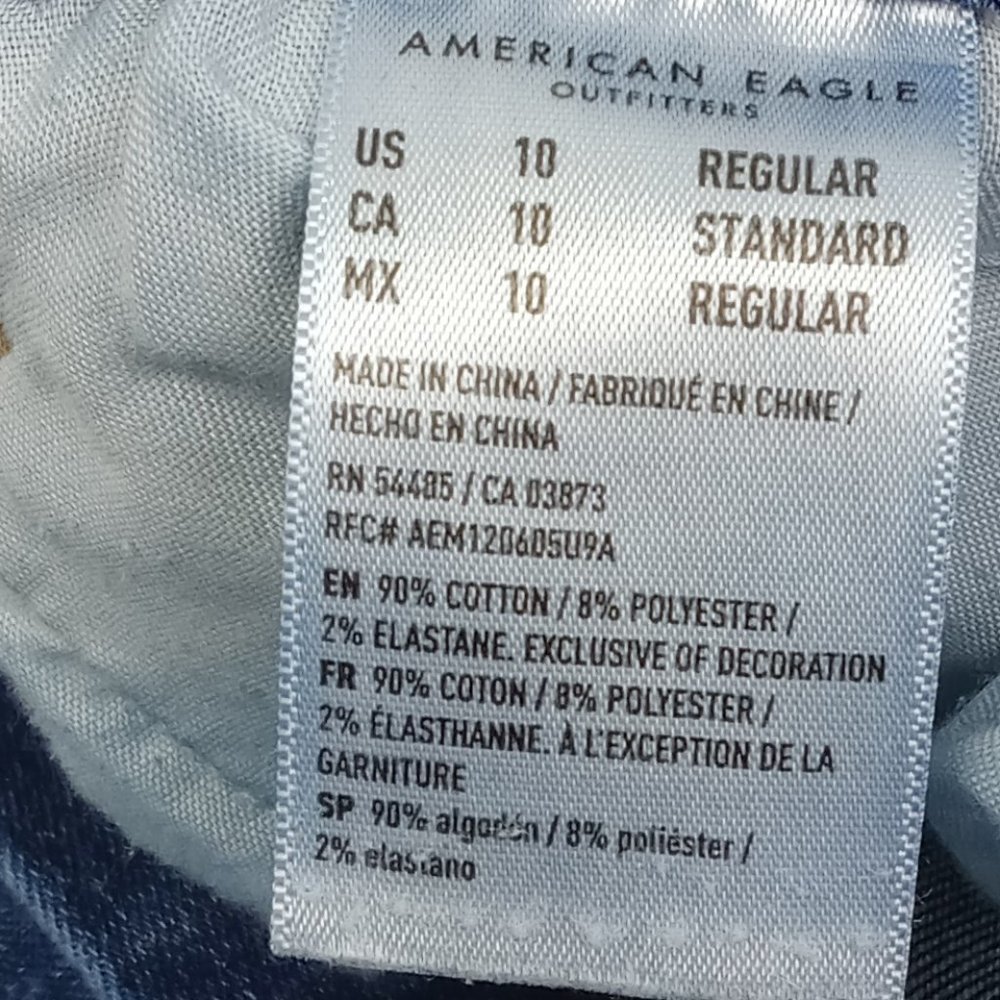 AMERICAN EAGLE
OUTFITTERS
US 10 REGULAR
CA 10 STANDARD
MX 10 REGULAR
MADE IN CHINA / FABRIQUÉ EN CHINE /
HECHO EN CHINA
RN 54485 / CA 03873
RFC# AEM120605U9A
EN 90% COTTON / 8% POLYESTER /
2% ELASTANE. EXCLUSIVE OF DECORATION
FR 90% COTON / 8% POLYESTER /
2% ÉLASTHANNE. À L'EXCEPTION DE LA
GARNITURE
SP 90% algodón / 8% poliéster /
2% elastano